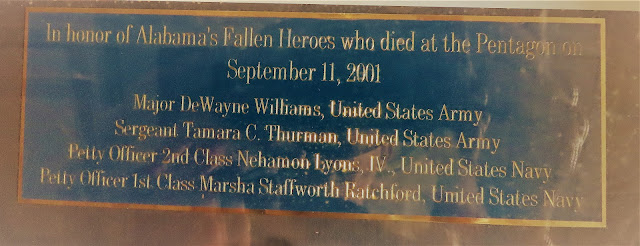 In honor of Alabama's Fallen Heroes who died at the Pentagon on
September 11, 2001
Major DeWayne Williams, United States Army
Sergeant Tamara C. Thurman, United States Army
Petty Officer 2nd Class Nehamon Lyons, IV., United States Navy
Petty Officer 1st Class Marsha Staffworth Ratchford, United States Navy